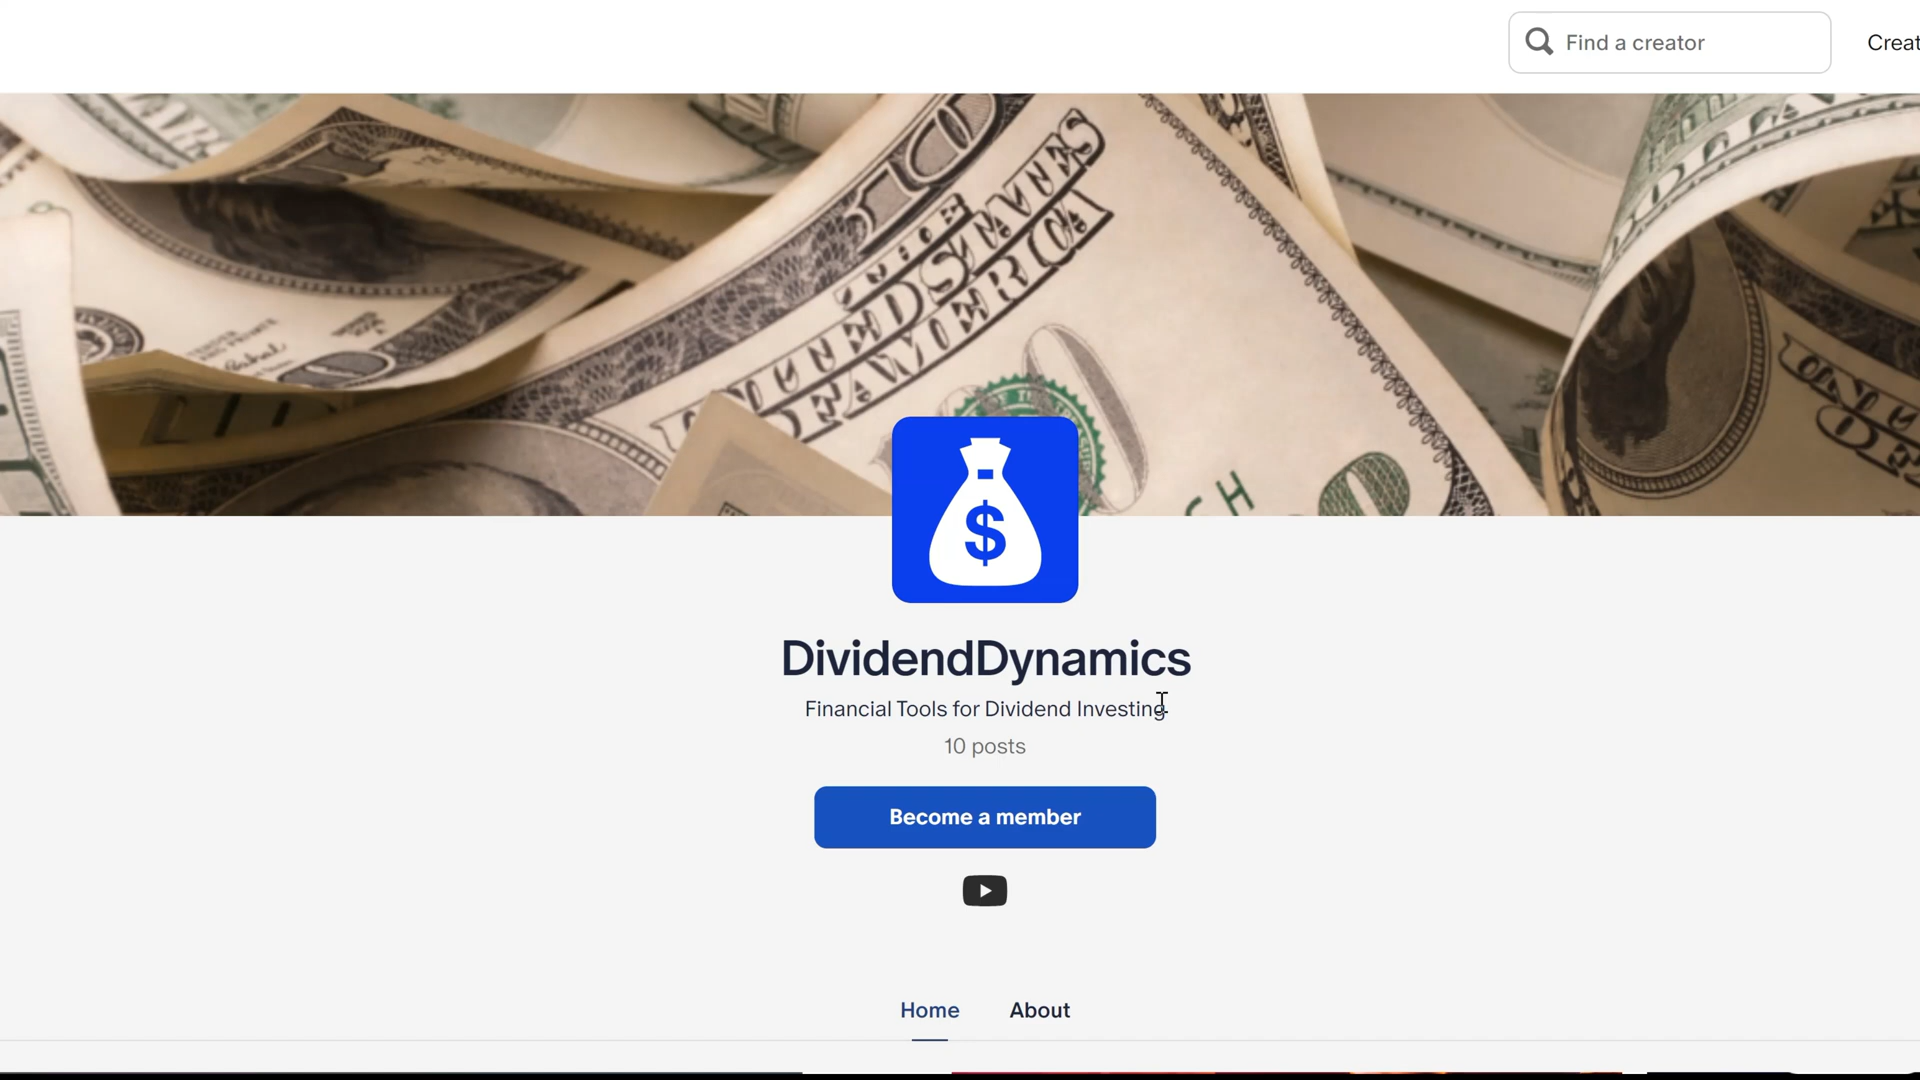 Find a creator
Creat
$
DividendDynamics
Financial Tools for Dividend Investing
10 posts
Become a member
Home
About